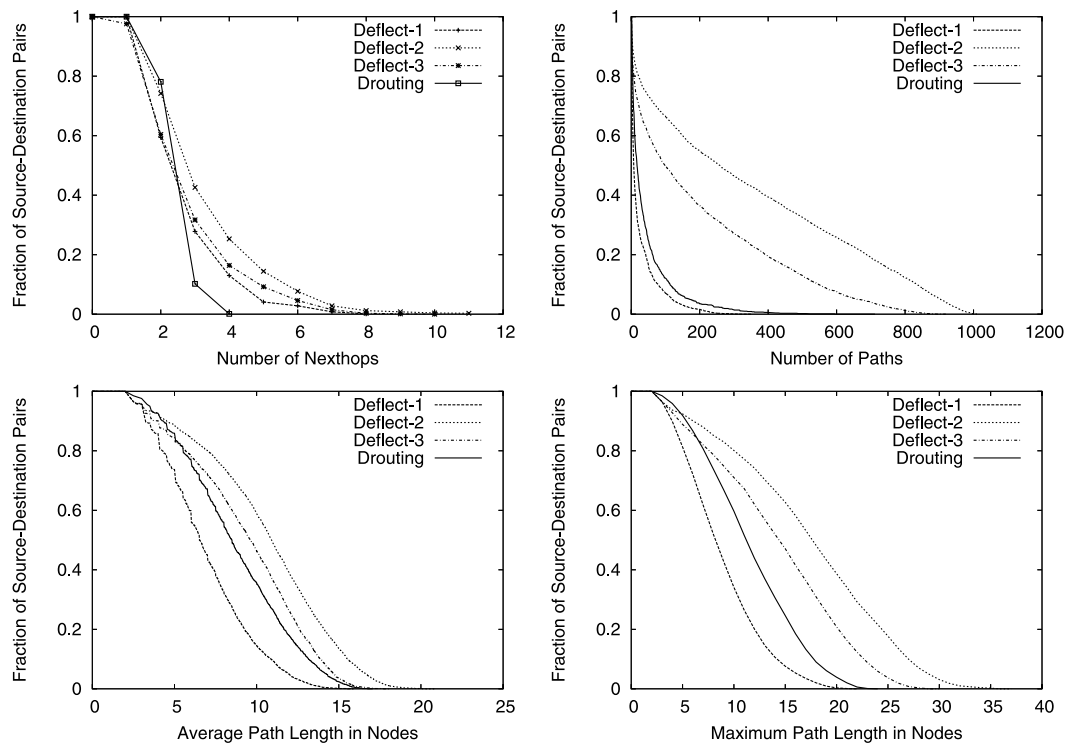 Fraction of Source-Destination Pairs
1
0.8
0.6
0.4
0.2
0
0 2 4 6 8 10 12
Number of Nexthops
Deflect-1
Deflect-2
Deflect-3
Drouting
Fraction of Source-Destination Pairs
1
0.8
0.6
0.4
0.2
0
0 200 400 600 800 1000 1200
Number of Paths
Deflect-1
Deflect-2
Deflect-3
Drouting
Fraction of Source-Destination Pairs
1
0.8
0.6
0.4
0.2
0
0 5 10 15 20 25
Average Path Length in Nodes
Deflect-1
Deflect-2
Deflect-3
Drouting
Fraction of Source-Destination Pairs
1
0.8
0.6
0.4
0.2
0
0 5 10 15 20 25 30 35 40
Maximum Path Length in Nodes
Deflect-1
Deflect-2
Deflect-3
Drouting